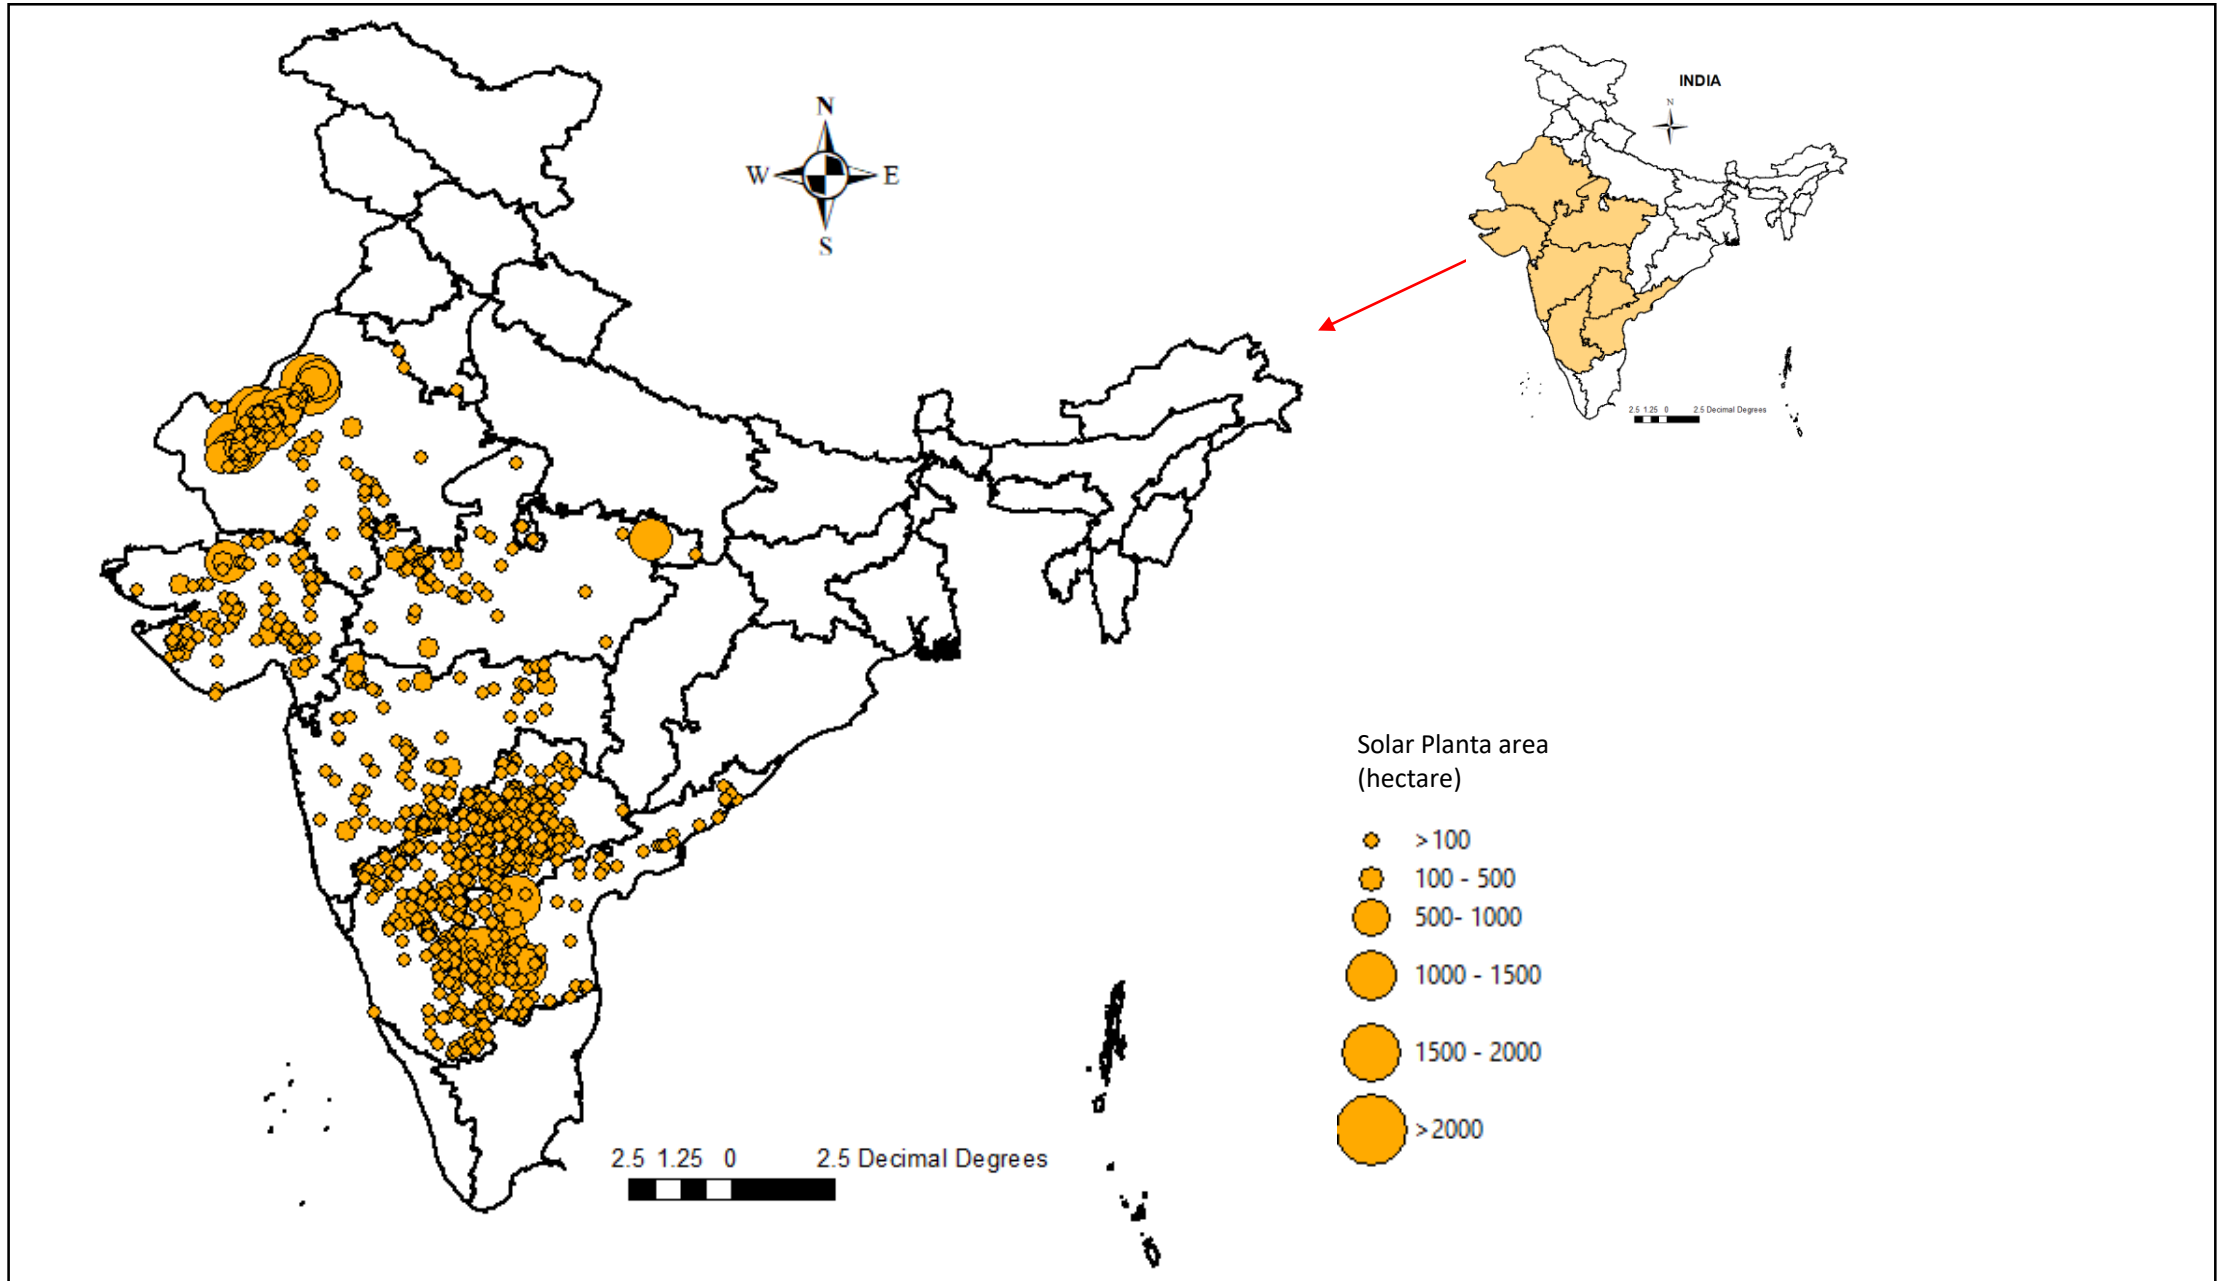 N
W E
S
INDIA
N
2.5 1.25 0 2.5 Decimal Degrees
Solar Planta area
(hectare)
>100
100 - 500
500- 1000
1000 - 1500
1500 - 2000
>2000
2.5 1.25 0 2.5 Decimal Degrees